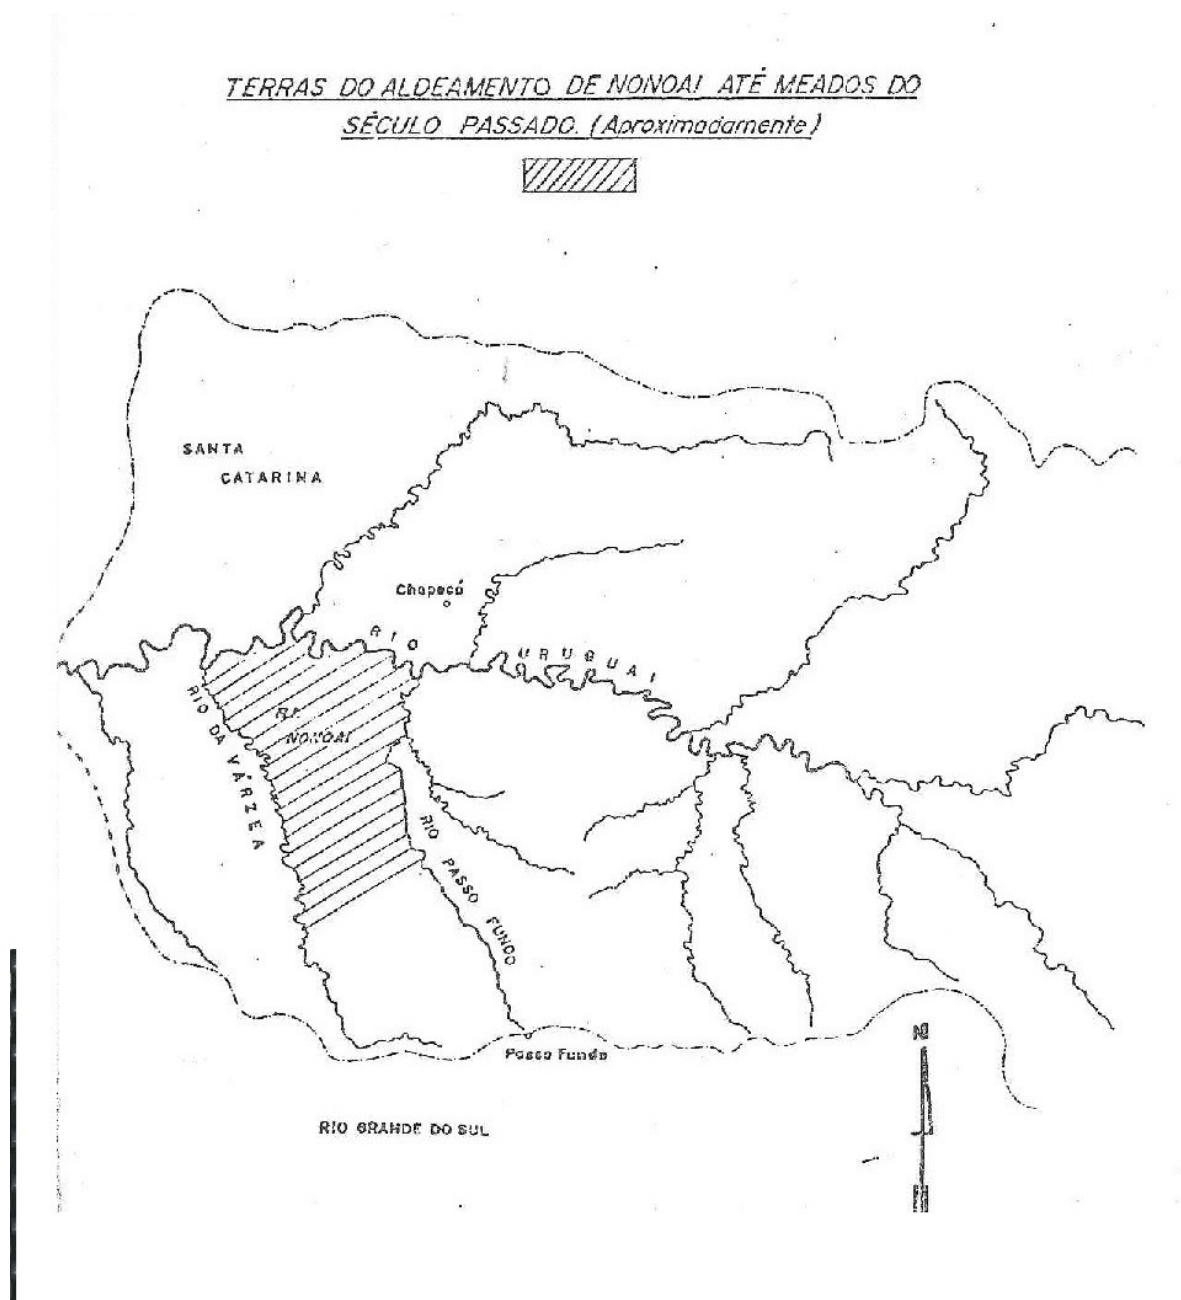 TERRAS DO ALDEAMENTO DE NONOAI ATÉ MEADOS DO
SÉCULO PASSADO. (Aproximadamente)
SANTA
CATARINA
Chapecó
RIO URUGUAI
NONOAI
RIO DA VÁRZEA
RIO PASSO FUNDO
Passo Fundo
N
RIO GRANDE DO SUL